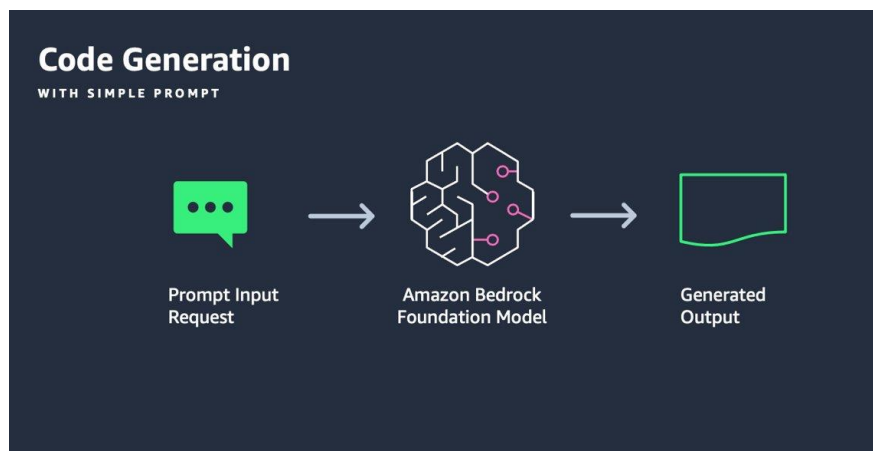 Code Generation
WITH SIMPLE PROMPT
Prompt Input
Request
Amazon Bedrock
Foundation Model
Generated
Output